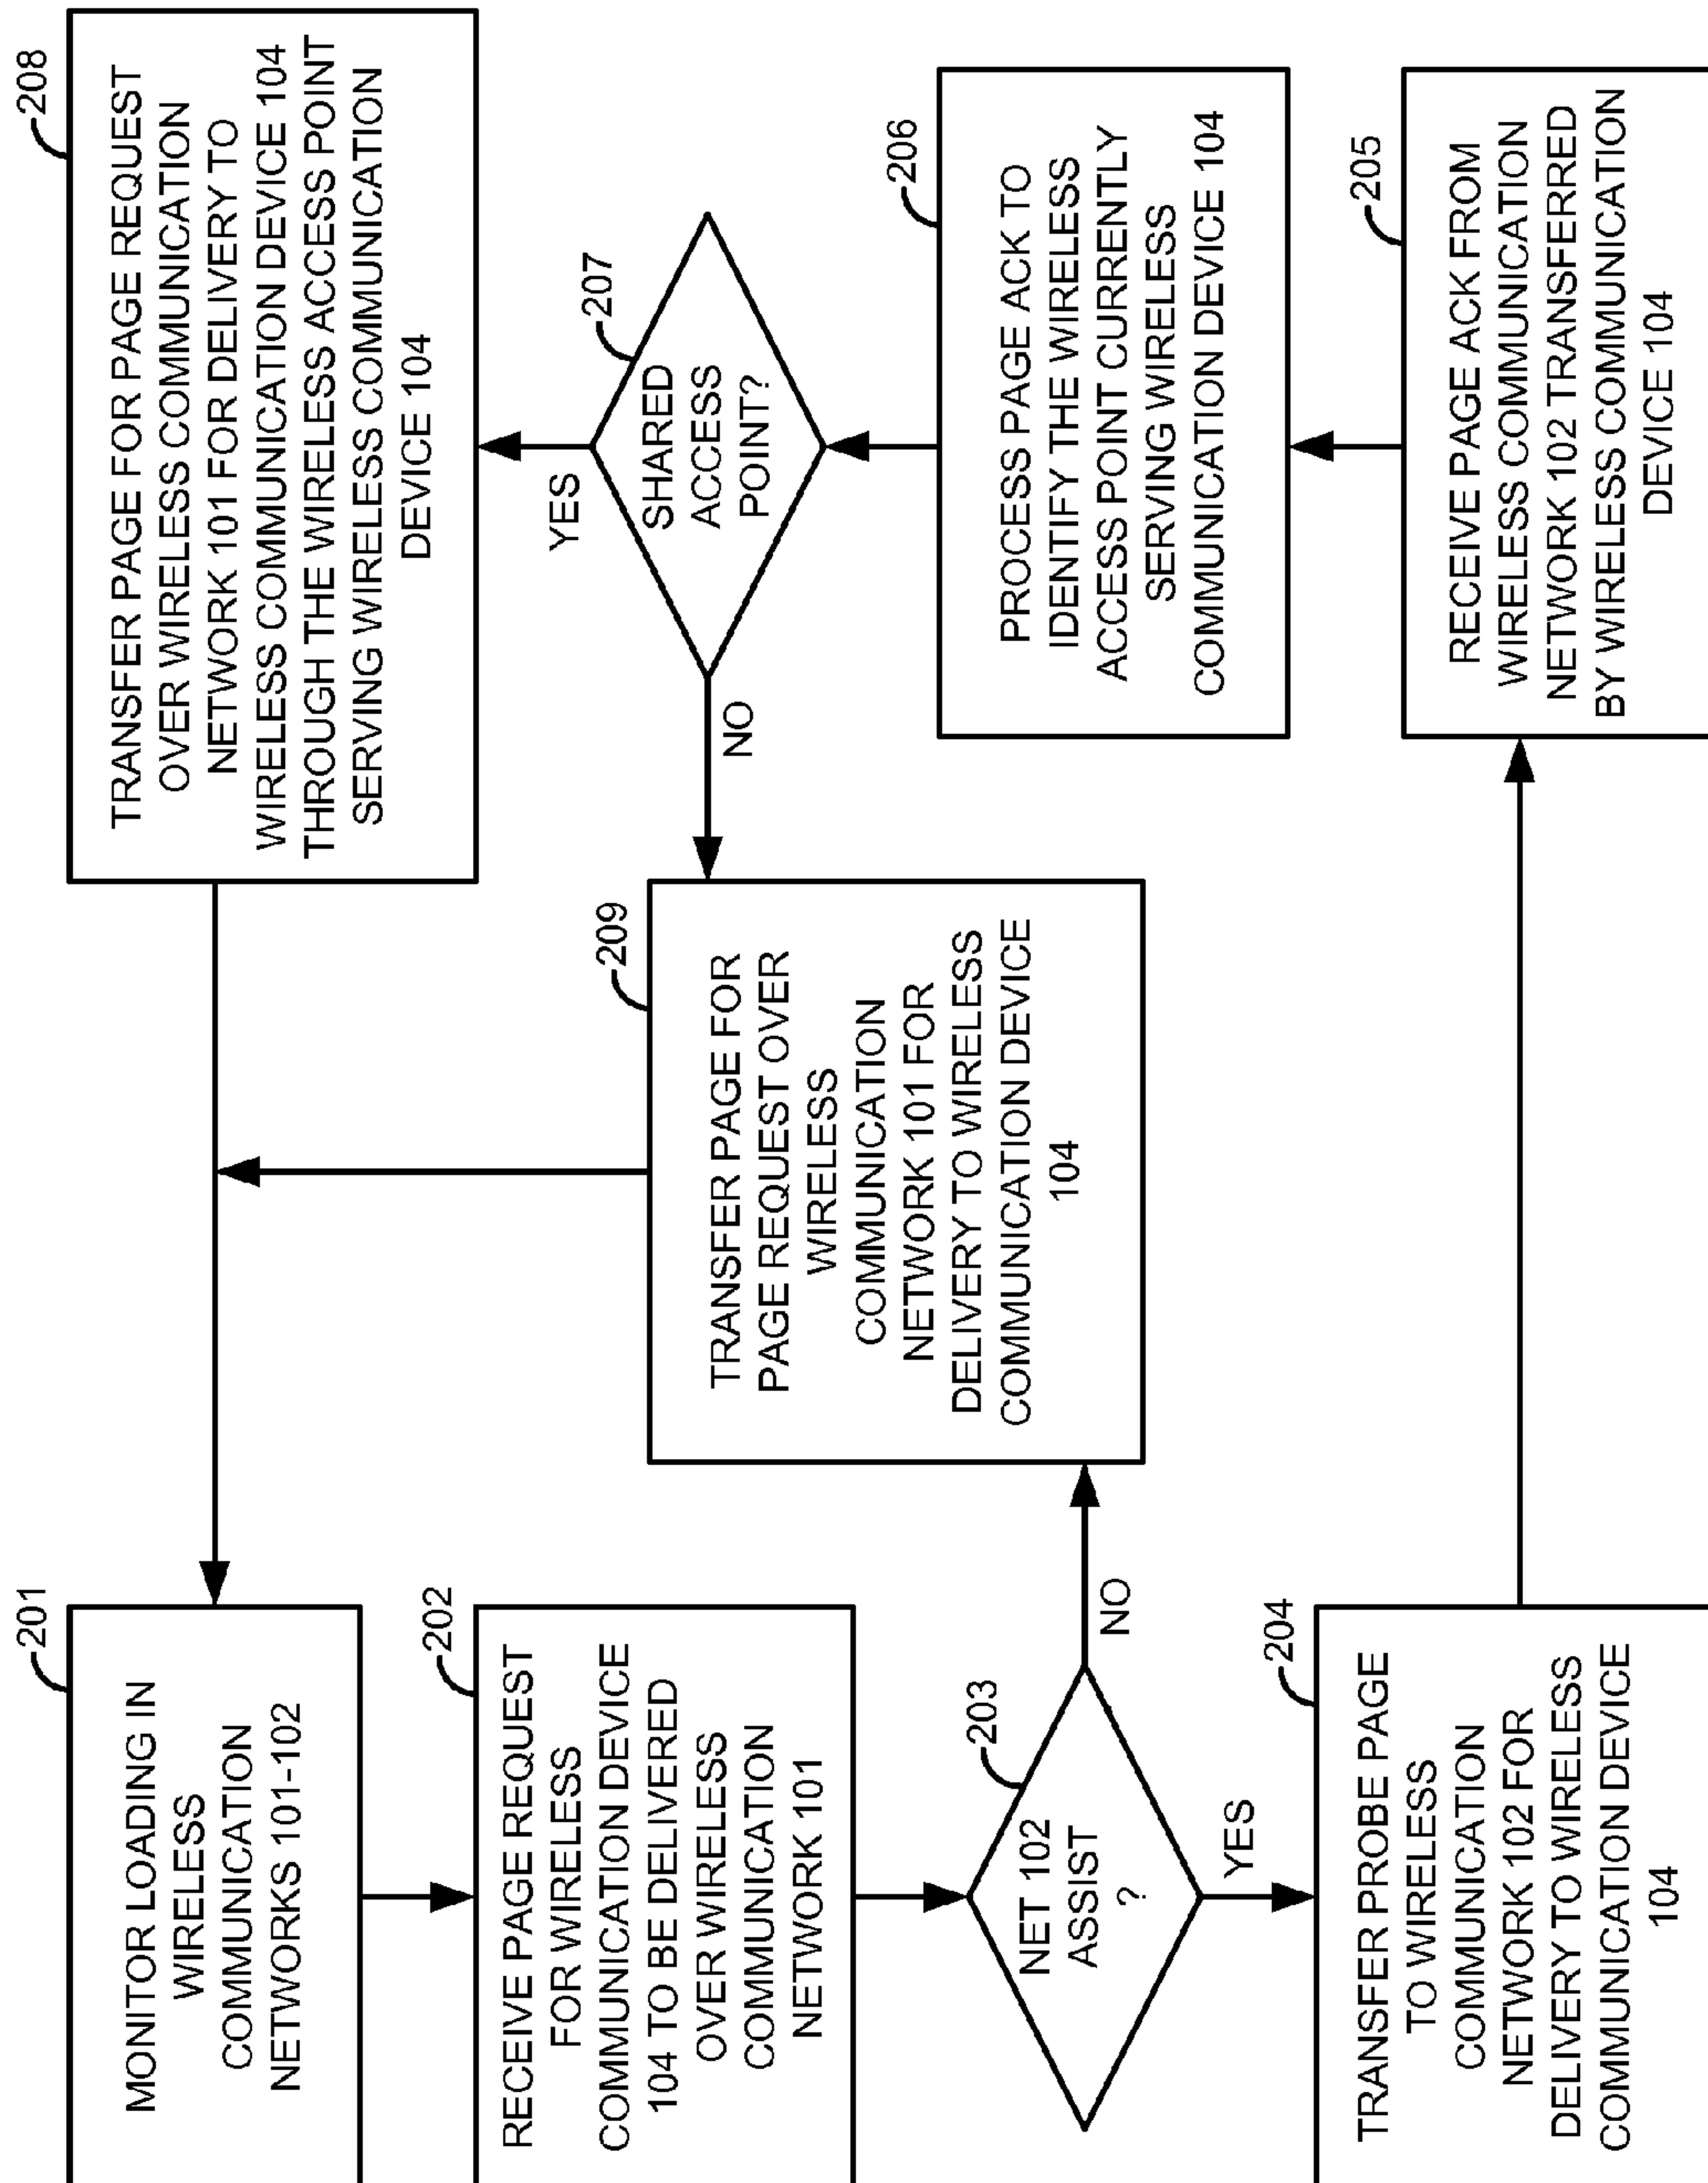 201
MONITOR LOADING IN
WIRELESS
COMMUNICATION
NETWORKS 101-102
202
RECEIVE PAGE REQUEST
FOR WIRELESS
COMMUNICATION DEVICE
104 TO BE DELIVERED
OVER WIRELESS
COMMUNICATION
NETWORK 101
203
NET 102
ASSIST
?
NO
YES
204
TRANSFER PROBE PAGE
TO WIRELESS
COMMUNICATION
NETWORK 102 FOR
DELIVERY TO WIRELESS
COMMUNICATION DEVICE
104
205
RECEIVE PAGE ACK FROM
WIRELESS COMMUNICATION
NETWORK 102 TRANSFERRED
BY WIRELESS COMMUNICATION
DEVICE 104
206
PROCESS PAGE ACK TO
IDENTIFY THE WIRELESS
ACCESS POINT CURRENTLY
SERVING WIRELESS
COMMUNICATION DEVICE 104
207
SHARED
ACCESS
POINT?
YES
NO
208
TRANSFER PAGE FOR PAGE REQUEST
OVER WIRELESS COMMUNICATION
NETWORK 101 FOR DELIVERY TO
WIRELESS COMMUNICATION DEVICE 104
THROUGH THE WIRELESS ACCESS POINT
SERVING WIRELESS COMMUNICATION
DEVICE 104
209
TRANSFER PAGE FOR
PAGE REQUEST OVER
WIRELESS
COMMUNICATION
NETWORK 101 FOR
DELIVERY TO WIRELESS
COMMUNICATION DEVICE
104